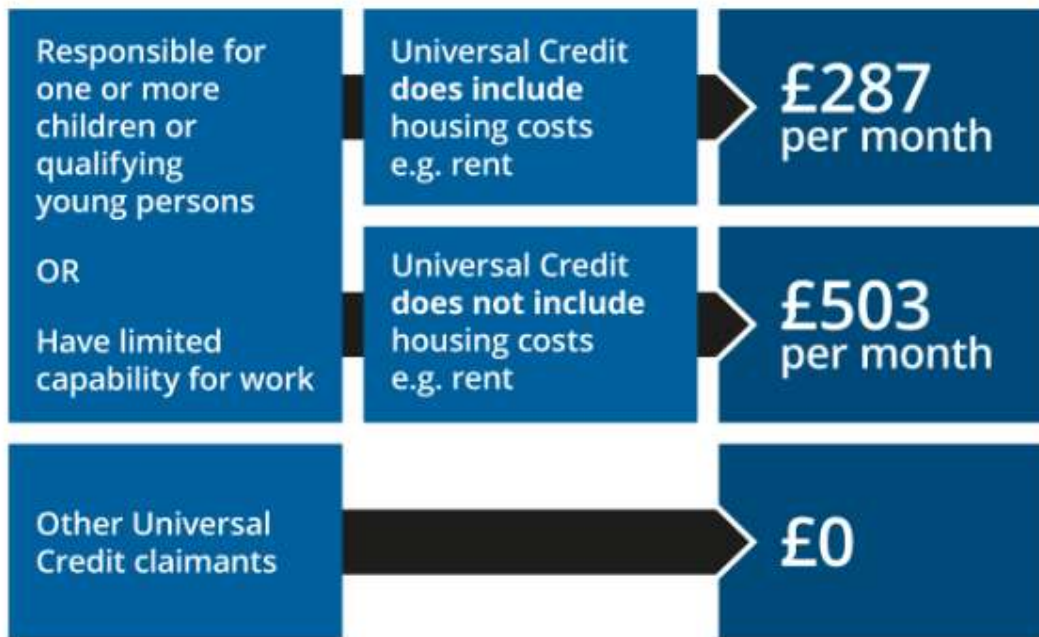 Responsible for
one or more
children or
qualifying
young persons
OR
Have limited
capability for work
Universal Credit
does include
housing costs
e.g. rent
£287
per month
Universal Credit
does not include
housing costs
e.g. rent
£503
per month
Other Universal
Credit claimants
£0